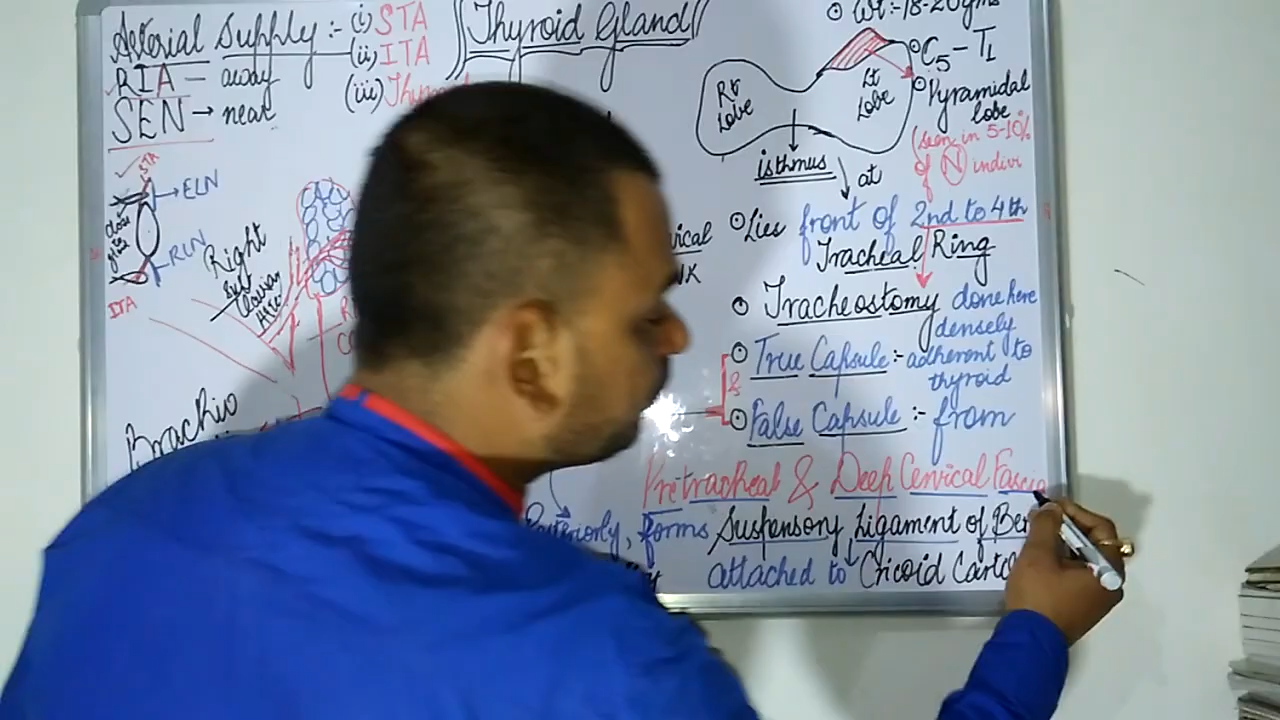 Arterial Supply :- (i) STA
(ii) ITA
(iii)
RIA — away
SEN → near
STA
→ELN
RLN
ITA
Right
Sub
Clavian
Brachio
Thyroid Gland
Wt:-18-20gms
C5 – T1
Pyramidal
lobe
(seen in 5-10%
of N indivi
Rt
Lobe
Lt
Lobe
isthmus
at
Lies front of 2nd to 4th
Tracheal Ring
Tracheostomy done here
True Capsule :- densely
adherent to
thyroid
&
False Capsule :- from
Pretracheal & Deep Cervical Fascia
Posteriorly, forms Suspensory Ligament of Ber
attached to Cricoid